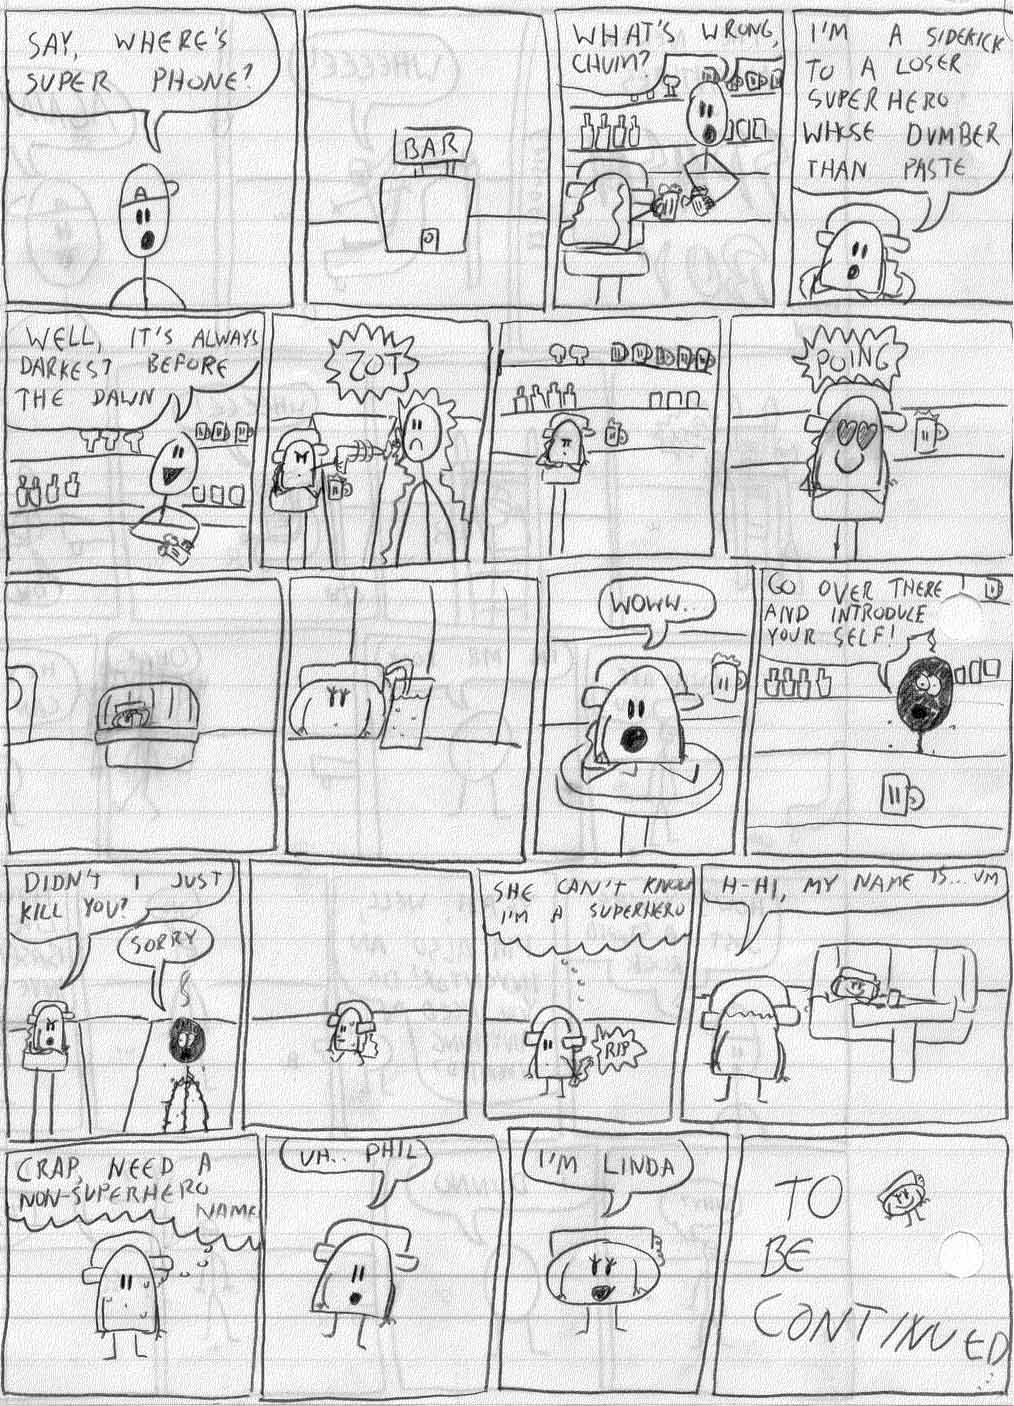 SAY, WHERE'S
SUPER PHONE?
A
BAR
WHAT'S WRONG,
CHUM?
I'M A SIDEKICK
TO A LOSER
SUPERHERO
WHOSE DUMBER
THAN PASTE
WELL, IT'S ALWAYS
DARKEST BEFORE
THE DAWN
ZOT
POING
WOWW..
GO OVER THERE
AND INTRODUCE
YOUR SELF!
DIDN'T I JUST
KILL YOU?
SORRY
SHE CAN'T KNOW
I'M A SUPERHERO
RIP
H-HI, MY NAME IS... UM
CRAP, NEED A
NON-SUPERHERO
NAME
UH.. PHIL
I'M LINDA
TO
BE
CONTINUED